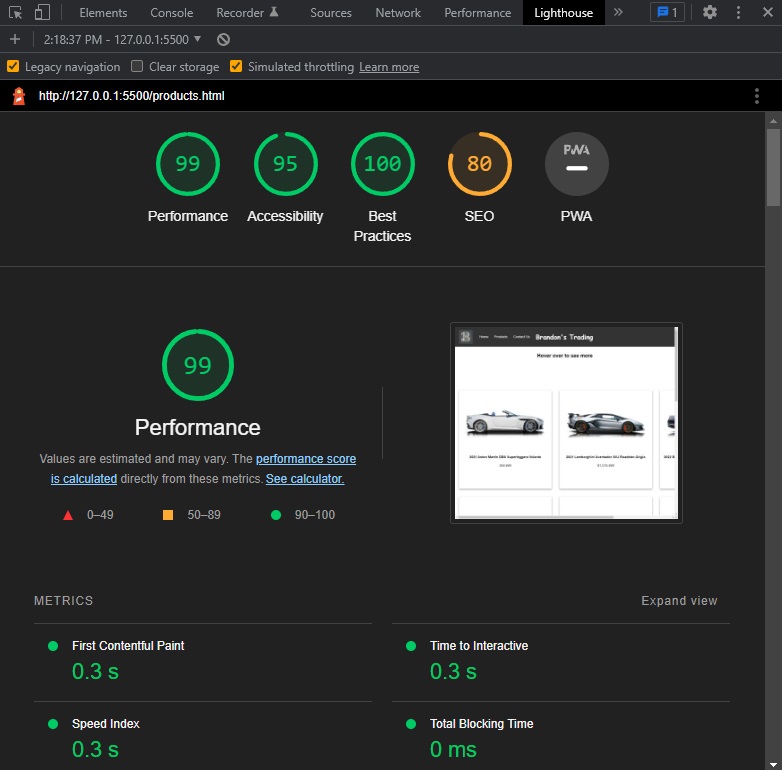 Elements Console Recorder Sources Network Performance Lighthouse » 1
2:18:37 PM - 127.0.0.1:5500
Legacy navigation Clear storage Simulated throttling Learn more
http://127.0.0.1:5500/products.html
99 95 100 80 PWA
Performance Accessibility Best Practices SEO PWA
99
Performance
Values are estimated and may vary. The performance score
is calculated directly from these metrics. See calculator.
0–49 50–89 90–100
Home Products Contact Us Brandon's Trading
Hover over to see more
METRICS Expand view
First Contentful Paint Time to Interactive
0.3 s 0.3 s
Speed Index Total Blocking Time
0.3 s 0 ms